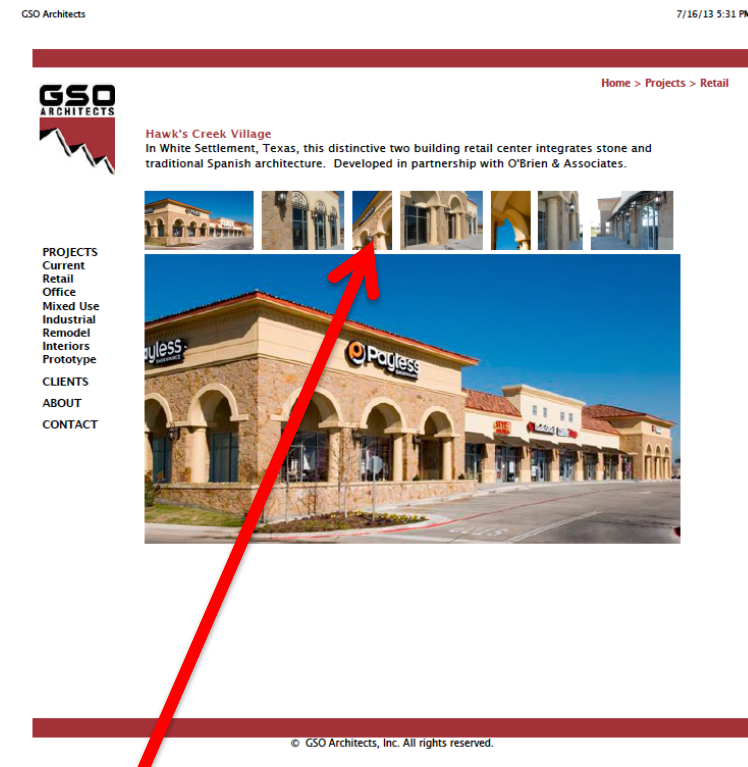 GSO Architects
7/16/13 5:31 PM
Home > Projects > Retail
GSO
ARCHITECTS
Hawk's Creek Village
In White Settlement, Texas, this distinctive two building retail center integrates stone and
traditional Spanish architecture. Developed in partnership with O'Brien & Associates.
PROJECTS
Current
Retail
Office
Mixed Use
Industrial
Remodel
Interiors
Prototype
CLIENTS
ABOUT
CONTACT
Payless
© GSO Architects, Inc. All rights reserved.